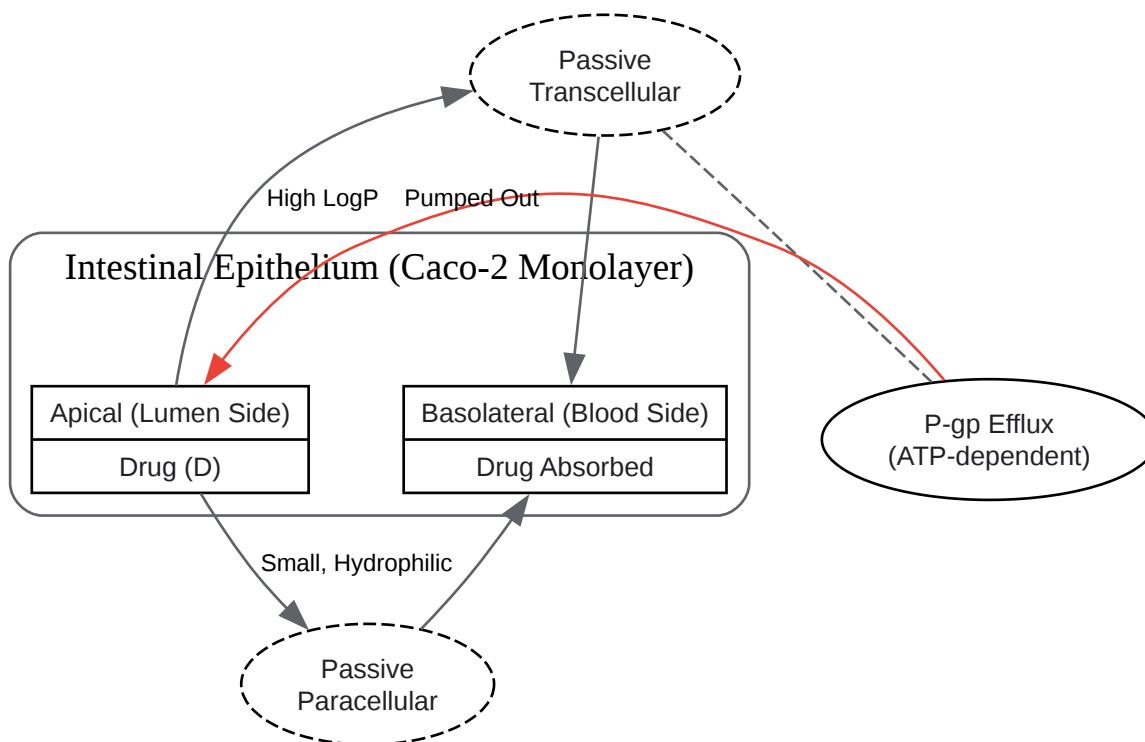 Passive
Transcellular
High LogP
Pumped Out
Intestinal Epithelium (Caco-2 Monolayer)
Apical (Lumen Side)
Drug (D)
Basolateral (Blood Side)
Drug Absorbed
P-gp Efflux
(ATP-dependent)
Small, Hydrophilic
Passive
Paracellular